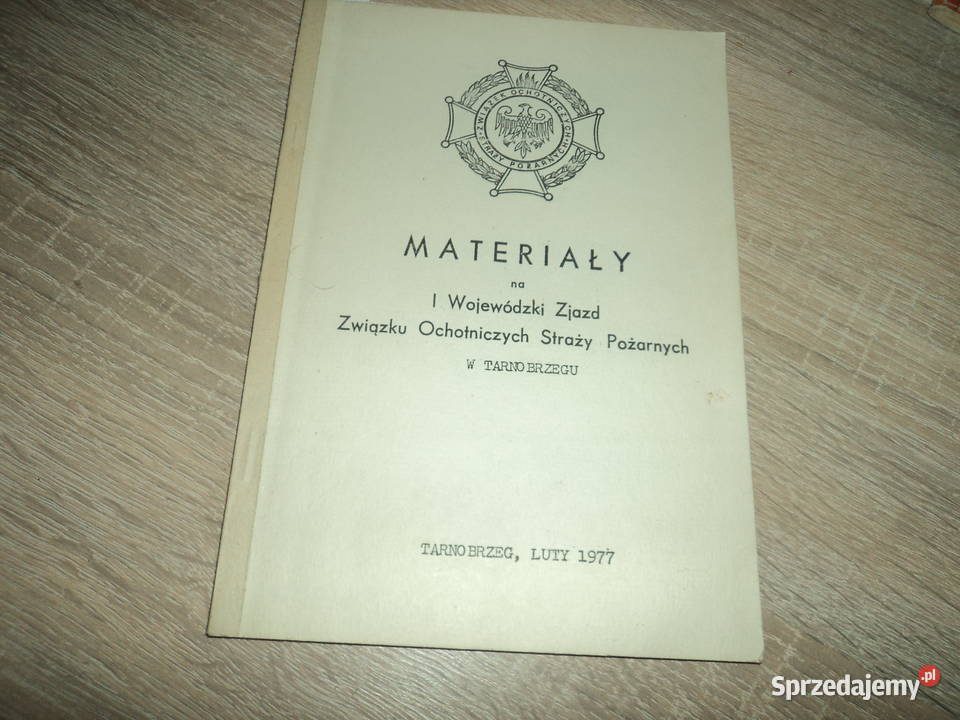 ZWIĄZEK OCHOTNICZYCH
STRAŻY POŻARNYCH
MATERIAŁY
na
I Wojewódzki Zjazd
Związku Ochotniczych Straży Pożarnych
W TARNOBRZEGU
TARNOBRZEG, LUTY 1977
Sprzedajemy.pl